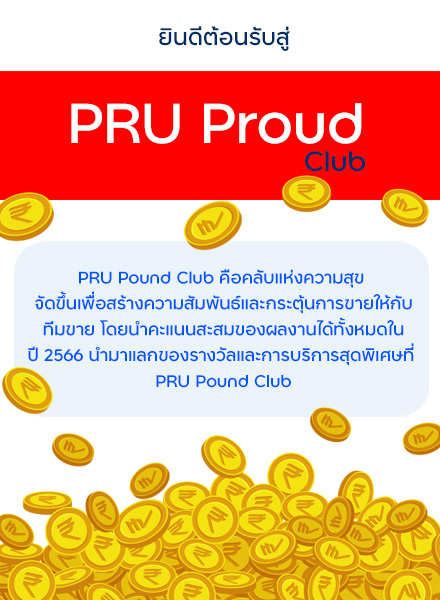 ยินดีต้อนรับสู่
PRU Proud
Club
PRU Pound Club คือคลับแห่งความสุข
จัดขึ้นเพื่อสร้างความสัมพันธ์และกระตุ้นการขายให้กับ
ทีมขาย โดยนำคะแนนสะสมของผลงานได้ทั้งหมดใน
ปี 2566 นำมาแลกของรางวัลและการบริการสุดพิเศษที่
PRU Pound Club